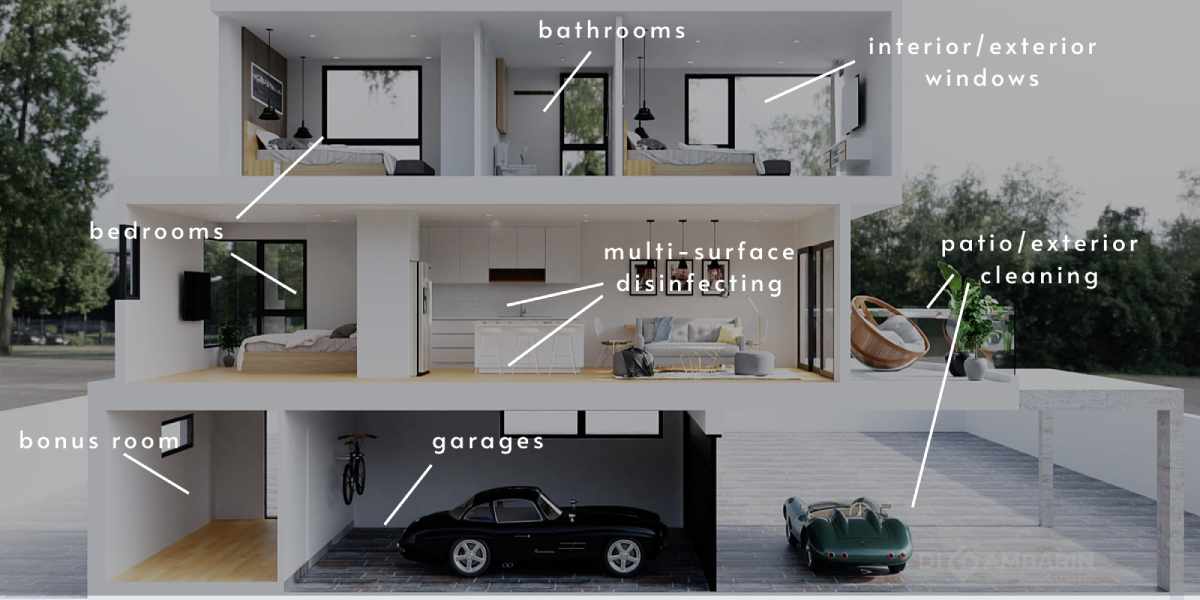 bathrooms
interior/exterior
windows
bedrooms
multi-surface
disinfecting
patio/exterior
cleaning
bonus room
garages